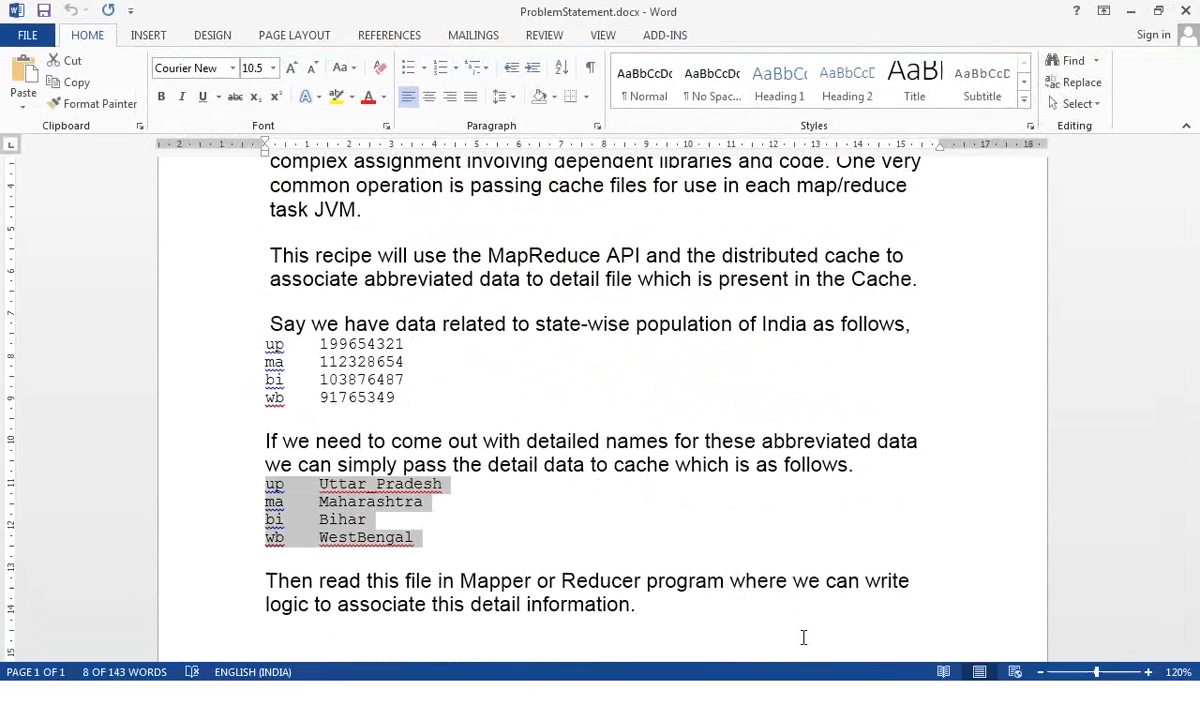 ProblemStatement.docx - Word
?
FILE HOME INSERT DESIGN PAGE LAYOUT REFERENCES MAILINGS REVIEW VIEW ADD-INS Sign in
Paste
Cut
Copy
Format Painter
Clipboard
Courier New 10.5
Font
Paragraph
AaBbCcDc AaBbCcDc AaBbCc AaBbCcE AaBl AaBbCcD
¶ Normal ¶ No Spac... Heading 1 Heading 2 Title Subtitle
Styles
Find
Replace
Select
Editing
complex assignment involving dependent libraries and code. One very
common operation is passing cache files for use in each map/reduce
task JVM.
This recipe will use the MapReduce API and the distributed cache to
associate abbreviated data to detail file which is present in the Cache.
Say we have data related to state-wise population of India as follows,
up 199654321
ma 112328654
bi 103876487
wb 91765349
If we need to come out with detailed names for these abbreviated data
we can simply pass the detail data to cache which is as follows.
up Uttar_Pradesh
ma Maharashtra
bi Bihar
wb WestBengal
Then read this file in Mapper or Reducer program where we can write
logic to associate this detail information.
PAGE 1 OF 1 8 OF 143 WORDS ENGLISH (INDIA) 120%